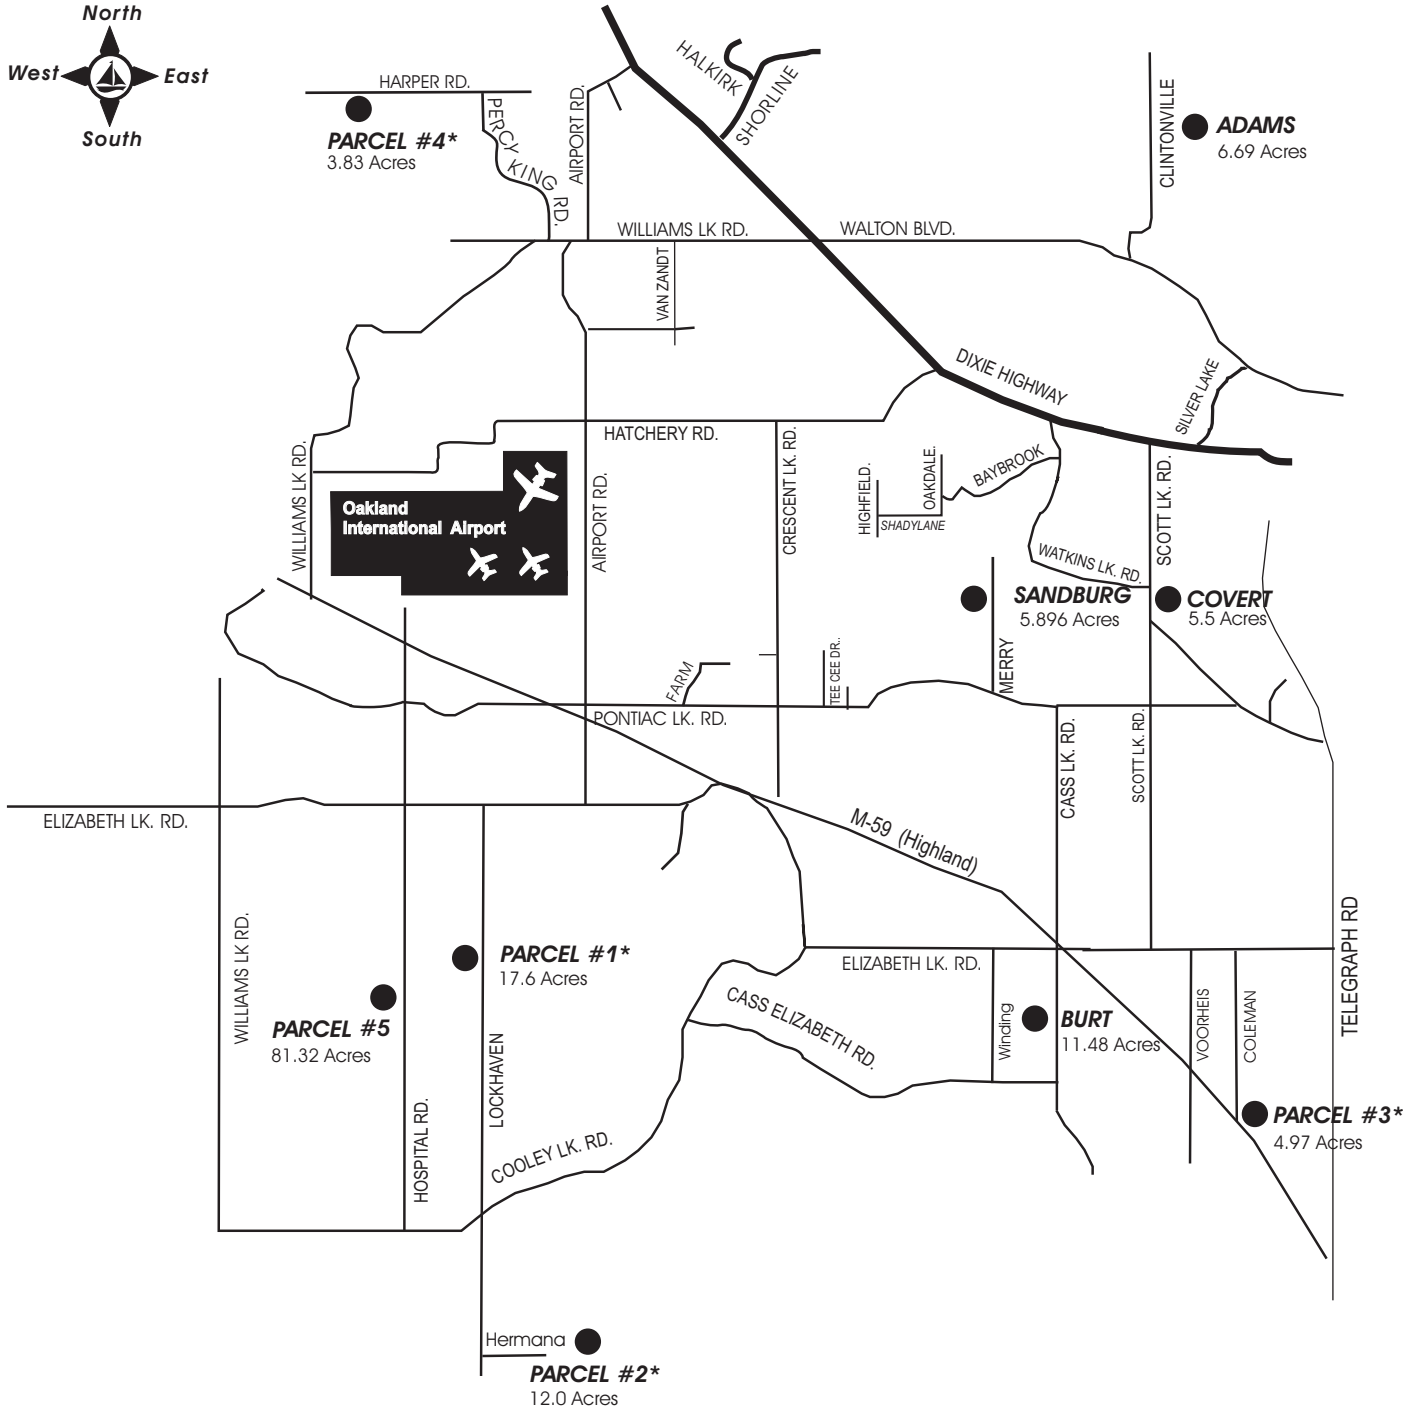 North
West
East
South
HARPER RD.
PARCEL #4*
3.83 Acres
PERCY
KING
RD.
AIRPORT RD.
HALKIRK
SHORLINE
CLINTONVILLE
ADAMS
6.69 Acres
WILLIAMS LK RD.
WALTON BLVD.
VAN ZANDT
DIXIE HIGHWAY
SILVER LAKE
HATCHERY RD.
WILLIAMS LK RD.
Oakland
International Airport
AIRPORT RD.
CRESCENT LK. RD.
HIGHFIELD.
OAKDALE.
SHADYLANE
BAYBROOK
WATKINS LK. RD.
SCOTT LK. RD.
SANDBURG
5.896 Acres
COVERT
5.5 Acres
MERRY
FARM
TEE CEE DR..
PONTIAC LK. RD.
CASS LK. RD.
SCOTT LK. RD.
ELIZABETH LK. RD.
M-59 (Highland)
TELEGRAPH RD
WILLIAMS LK RD.
PARCEL #1*
17.6 Acres
PARCEL #5
81.32 Acres
ELIZABETH LK. RD.
CASS ELIZABETH RD.
Winding
BURT
11.48 Acres
VOORHEIS
COLEMAN
LOCKHAVEN
HOSPITAL RD.
COOLEY LK. RD.
PARCEL #3*
4.97 Acres
Hermana
PARCEL #2*
12.0 Acres